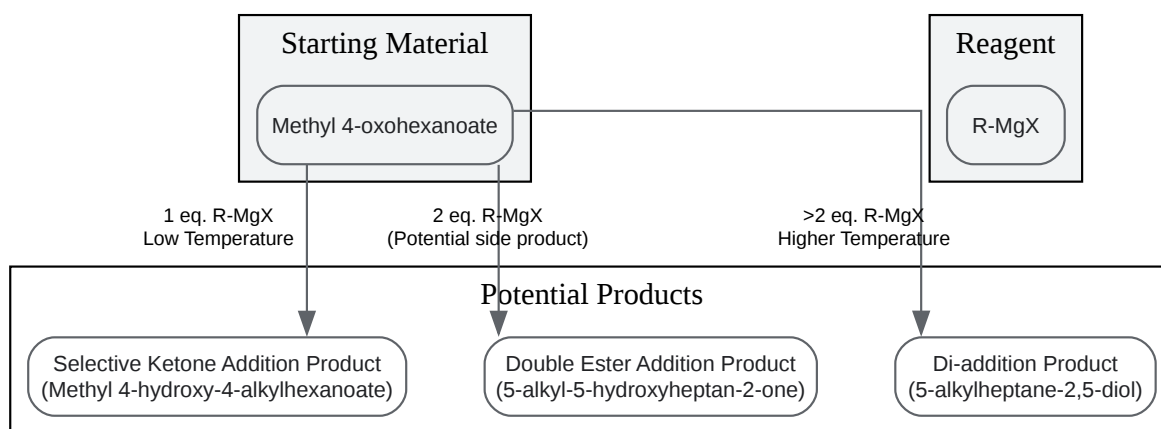 Starting Material
Reagent
Methyl 4-oxohexanoate
R-MgX
1 eq. R-MgX
Low Temperature
2 eq. R-MgX
(Potential side product)
>2 eq. R-MgX
Higher Temperature
Potential Products
Selective Ketone Addition Product
(Methyl 4-hydroxy-4-alkylhexanoate)
Double Ester Addition Product
(5-alkyl-5-hydroxyheptan-2-one)
Di-addition Product
(5-alkylheptane-2,5-diol)